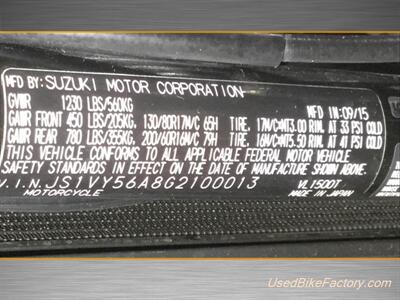 MFD BY:SUZUKI MOTOR CORPORATION
GVWR 1230 LBS/560KG MFD IN:09/15
GAWR FRONT 450 LBS/205KG, 130/80R17M/C 65H TIRE, 17M/C×MT3.00 RIM, AT 33 PSI COLD
GAWR REAR 780 LBS/355KG, 200/60R16M/C 79H TIRE, 16M/C×MT5.50 RIM, AT 41 PSI COLD
THIS VEHICLE CONFORMS TO ALL APPLICABLE FEDERAL MOTOR VEHICLE
SAFETY STANDARDS IN EFFECT ON THE DATE OF MANUFACTURE SHOWN ABOVE.
V.I.N. JS1VY56A8G2100013 VL1500T
MOTORCYCLE MADE IN JAPAN
UsedBikeFactory.com